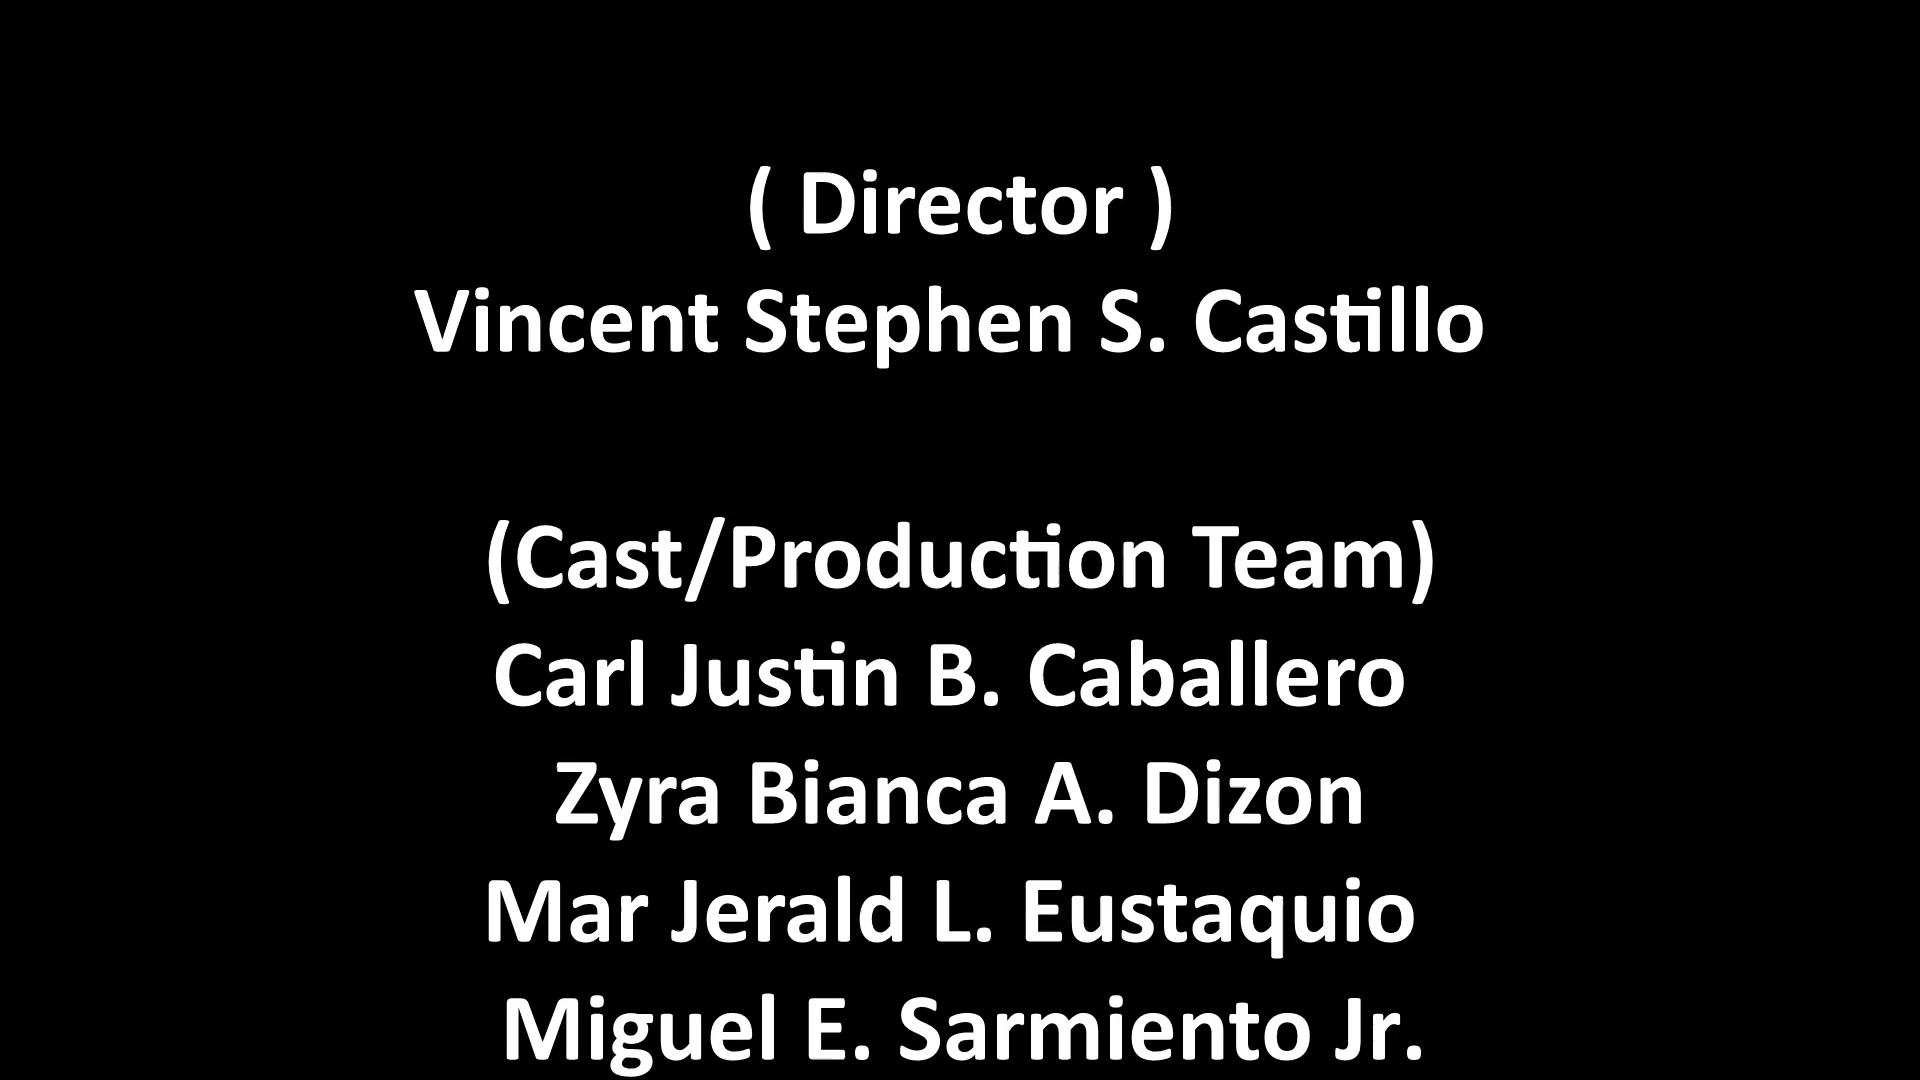 ( Director )
Vincent Stephen S. Castillo
(Cast/Production Team)
Carl Justin B. Caballero
Zyra Bianca A. Dizon
Mar Jerald L. Eustaquio
Miguel E. Sarmiento Jr.